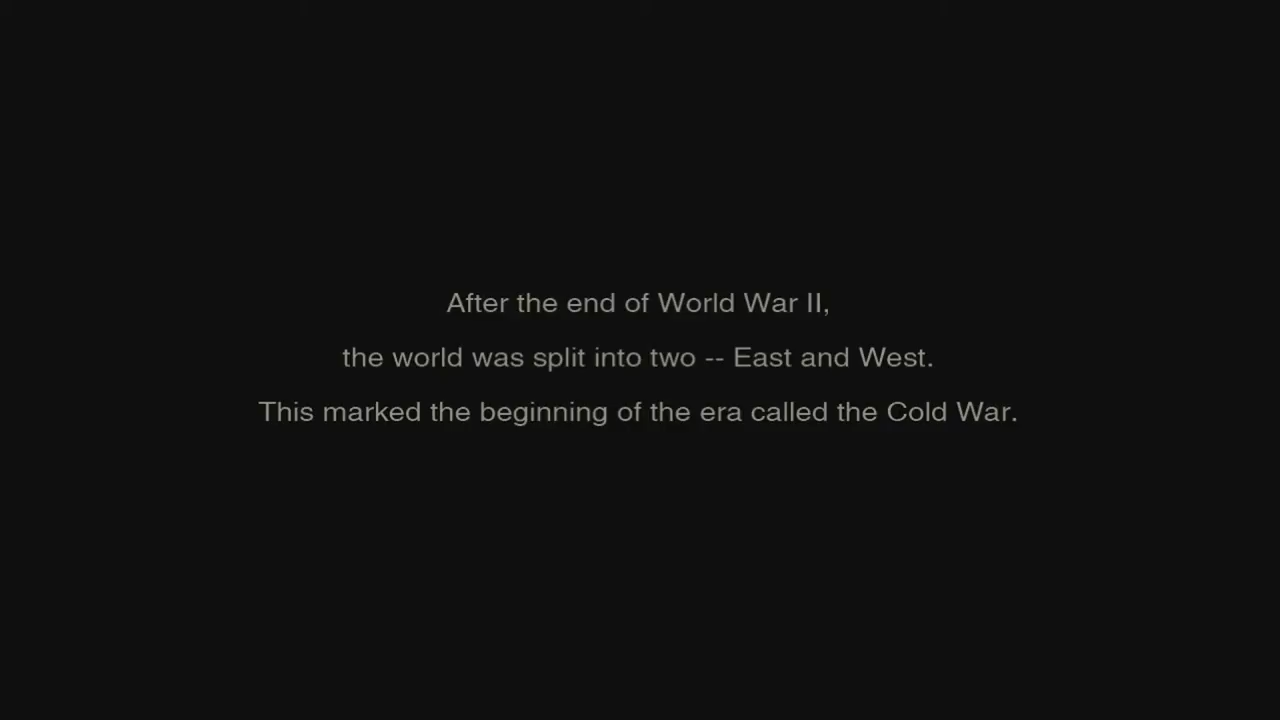 After the end of World War II,
the world was split into two -- East and West.
This marked the beginning of the era called the Cold War.